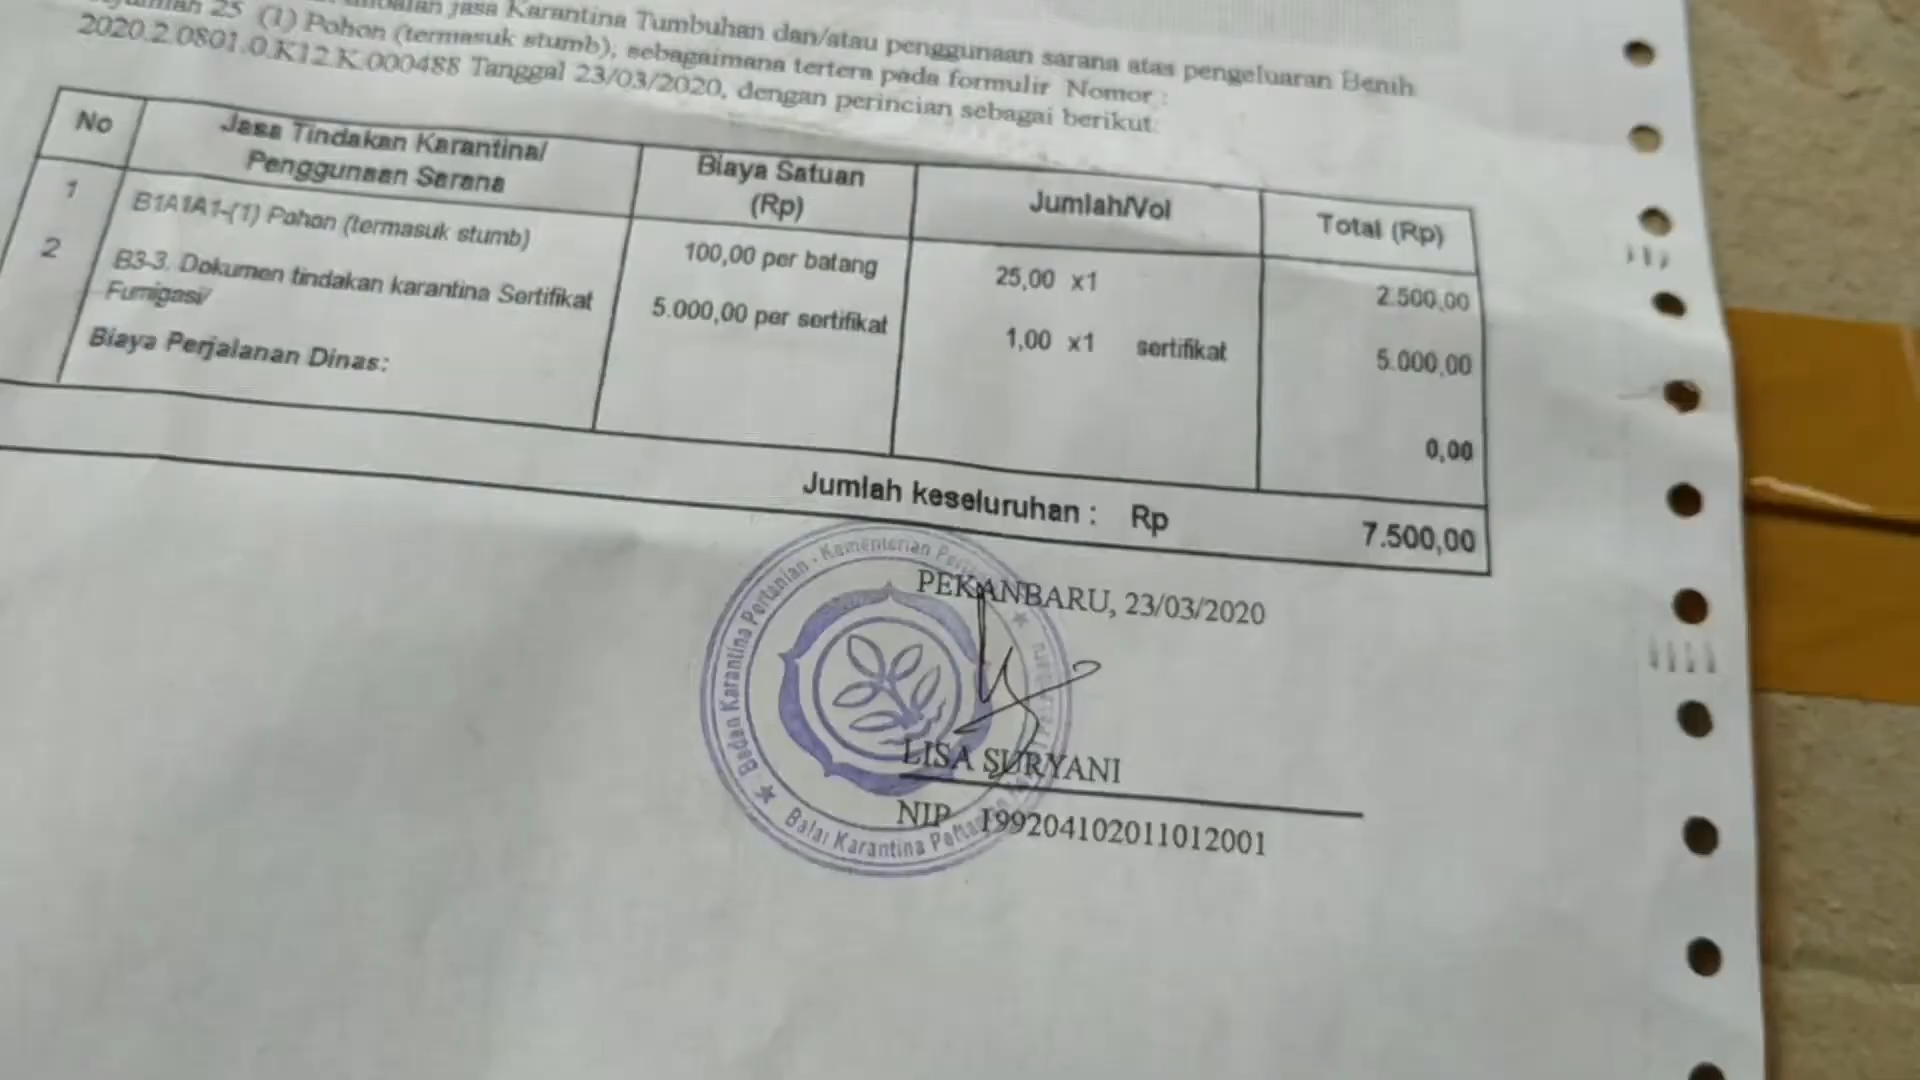 25 (1) Pohon (termasuk stumb), sebagaimana tertera pada formulir Nomor :
jasa Karantina Tumbuhan dan/atau penggunaan sarana atas pengeluaran Benih
2020.2.0801.0.K12.K.000488 Tanggal 23/03/2020, dengan perincian sebagai berikut:
No
Jasa Tindakan Karantina/
Penggunaan Sarana
Biaya Satuan
(Rp)
Jumlah/Vol
Total (Rp)
1
B1A1A1-(1) Pohon (termasuk stumb)
100,00 per batang
25,00 x1
2.500,00
2
B3-3. Dokumen tindakan karantina Sertifikat
Fumigasi/
5.000,00 per sertifikat
1,00 x1 sertifikat
5.000,00
Biaya Perjalanan Dinas:
0,00
Jumlah keseluruhan : Rp 7.500,00
PEKANBARU, 23/03/2020
LISA SURYANI
NIP. 199204102011012001
Badan Karantina Pertanian - Kementerian
Balai Karantina